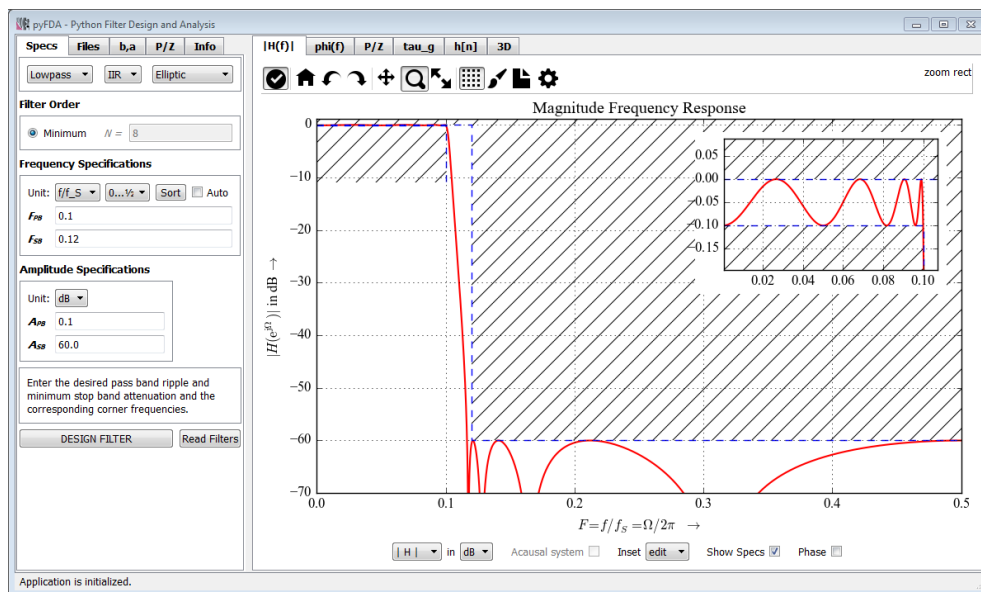 pyFDA - Python Filter Design and Analysis
Specs Files b,a P/Z Info
Lowpass IIR Elliptic
Filter Order
Minimum N = 8
Frequency Specifications
Unit: f/f_S 0...½ Sort Auto
F_PB 0.1
F_SB 0.12
Amplitude Specifications
Unit: dB
A_PB 0.1
A_SB 60.0
Enter the desired pass band ripple and
minimum stop band attenuation and the
corresponding corner frequencies.
DESIGN FILTER Read Filters
|H(f)| phi(f) P/Z tau_g h[n] 3D
zoom rect
Magnitude Frequency Response
0
−10
−20
−30
−40
−50
−60
−70
|H(e^jΩ)| in dB →
0.0 0.1 0.2 0.3 0.4 0.5
F=f/f_S=Ω/2π →
0.05
0.00
−0.05
−0.10
−0.15
0.02 0.04 0.06 0.08 0.10
| H | in dB Acausal system Inset edit Show Specs Phase
Application is initialized.